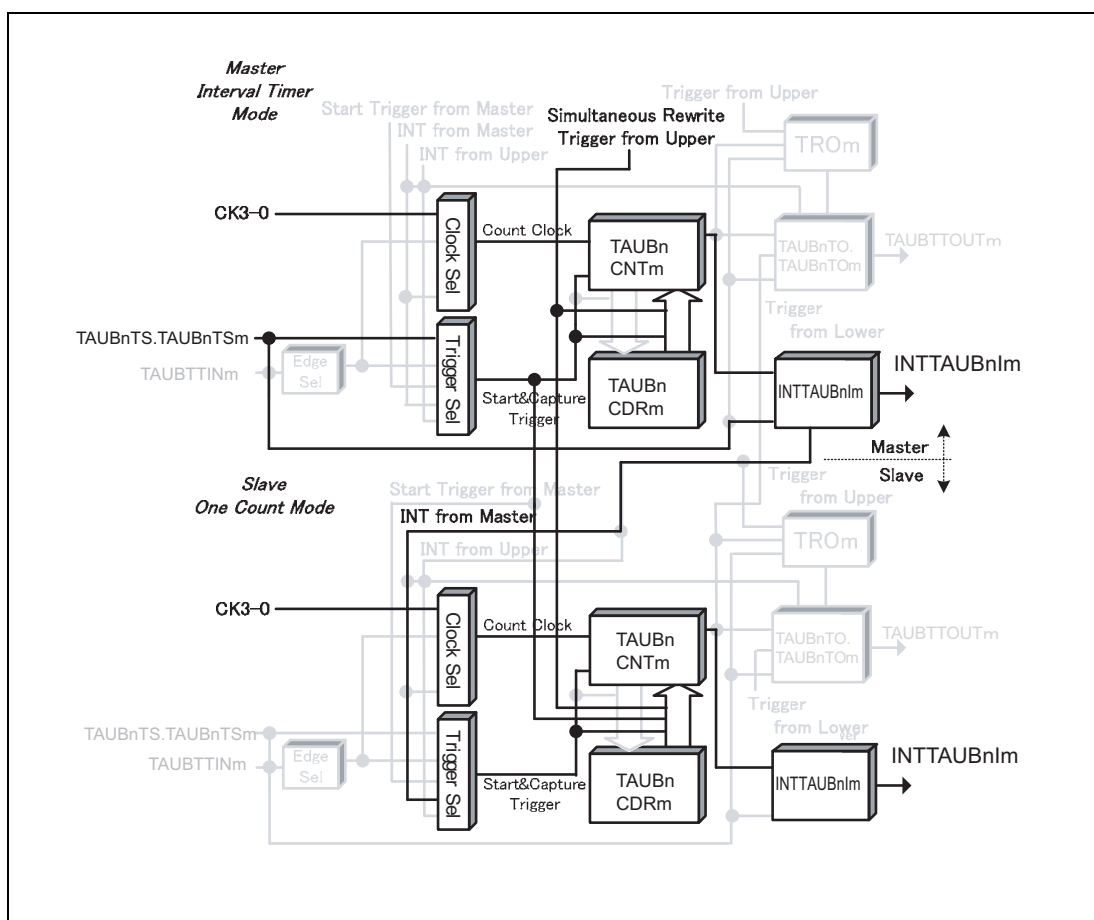 Master
Interval Timer
Mode
Start Trigger from Master
INT from Master
INT from Upper
Simultaneous Rewrite
Trigger from Upper
Trigger from Upper
TROm
CK3-0
Clock Sel
Count Clock
TAUBn
CNTm
TAUBnTO.
TAUBnTOm
TAUBTTOUTm
TAUBnTS.TAUBnTSm
TAUBTTINm
Edge
Sel
Trigger Sel
Start&Capture
Trigger
TAUBn
CDRm
Trigger
from Lower
INTTAUBnIm
INTTAUBnIm
Master
Slave
Slave
One Count Mode
Start Trigger from Master
INT from Master
INT from Upper
Trigger
from Upper
TROm
CK3-0
Clock Sel
Count Clock
TAUBn
CNTm
TAUBnTO.
TAUBnTOm
TAUBTTOUTm
Trigger
from Lower
ver
TAUBnTS.TAUBnTSm
TAUBTTINm
Edge
Sel
Trigger Sel
Start&Capture
Trigger
TAUBn
CDRm
INTTAUBnIm
INTTAUBnIm